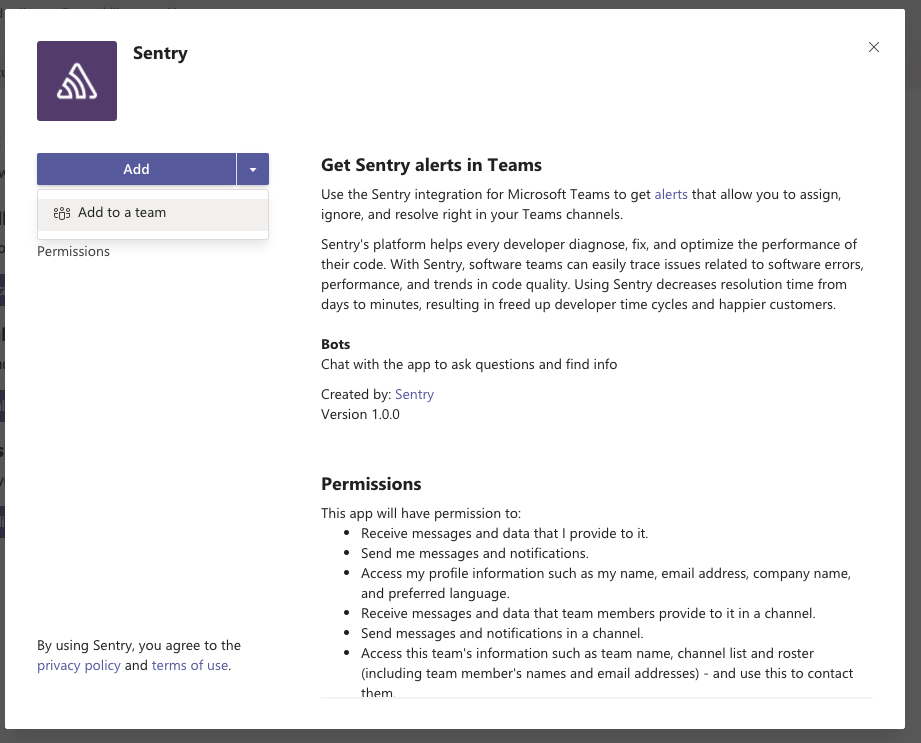 Sentry
Add
Add to a team
Permissions
By using Sentry, you agree to the
privacy policy and terms of use.
Get Sentry alerts in Teams
Use the Sentry integration for Microsoft Teams to get alerts that allow you to assign,
ignore, and resolve right in your Teams channels.
Sentry's platform helps every developer diagnose, fix, and optimize the performance of
their code. With Sentry, software teams can easily trace issues related to software errors,
performance, and trends in code quality. Using Sentry decreases resolution time from
days to minutes, resulting in freed up developer time cycles and happier customers.
Bots
Chat with the app to ask questions and find info
Created by: Sentry
Version 1.0.0
Permissions
This app will have permission to:
• Receive messages and data that I provide to it.
• Send me messages and notifications.
• Access my profile information such as my name, email address, company name,
and preferred language.
• Receive messages and data that team members provide to it in a channel.
• Send messages and notifications in a channel.
• Access this team's information such as team name, channel list and roster
(including team member's names and email addresses) - and use this to contact
them.